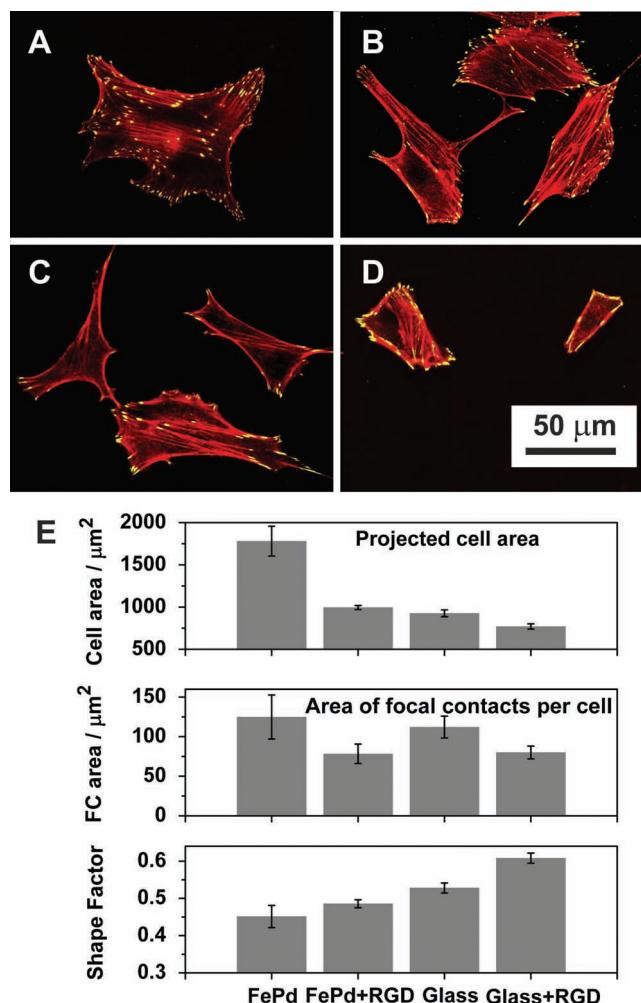 A
B
C
D
50 μm
E
Projected cell area
Cell area / μm²
2000
1500
1000
500
Area of focal contacts per cell
FC area / μm²
150
100
50
0
Shape Factor
0.6
0.5
0.4
0.3
FePd FePd+RGD Glass Glass+RGD